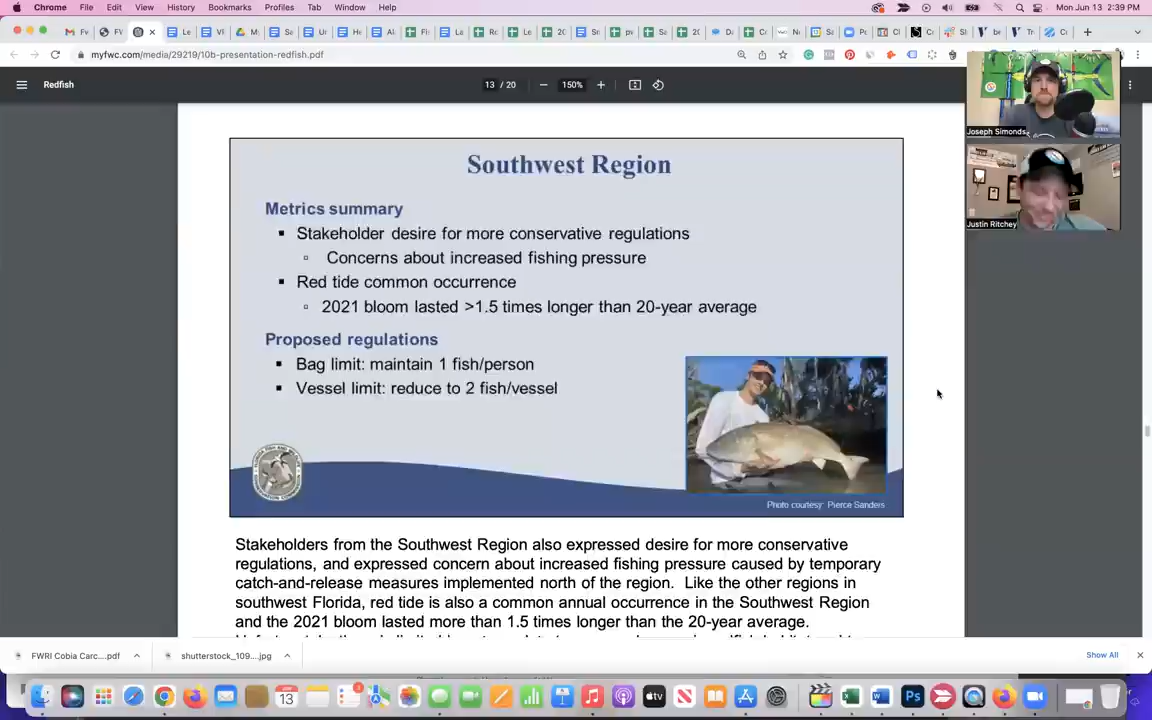 Chrome File Edit View History Bookmarks Profiles Tab Window Help
Mon Jun 13 2:39 PM
myfwc.com/media/29219/10b-presentation-redfish.pdf
Redfish
13 / 20
150%
Joseph Simonds
Justin Ritchey
Southwest Region
Metrics summary
Stakeholder desire for more conservative regulations
Concerns about increased fishing pressure
Red tide common occurrence
2021 bloom lasted >1.5 times longer than 20-year average
Proposed regulations
Bag limit: maintain 1 fish/person
Vessel limit: reduce to 2 fish/vessel
Photo courtesy: Pierce Sanders
Stakeholders from the Southwest Region also expressed desire for more conservative
regulations, and expressed concern about increased fishing pressure caused by temporary
catch-and-release measures implemented north of the region. Like the other regions in
southwest Florida, red tide is also a common annual occurrence in the Southwest Region
and the 2021 bloom lasted more than 1.5 times longer than the 20-year average.
FWRI Cobia Carc....pdf
shutterstock_109....jpg
Show All